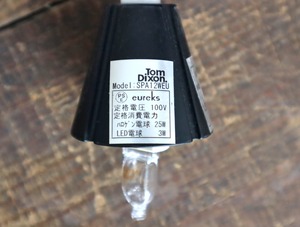 Tom
Dixon.
Model:SPA12WEU
PS E eureks
定格電圧 100V
定格消費電力
ハロゲン電球 25W
LED電球 3W